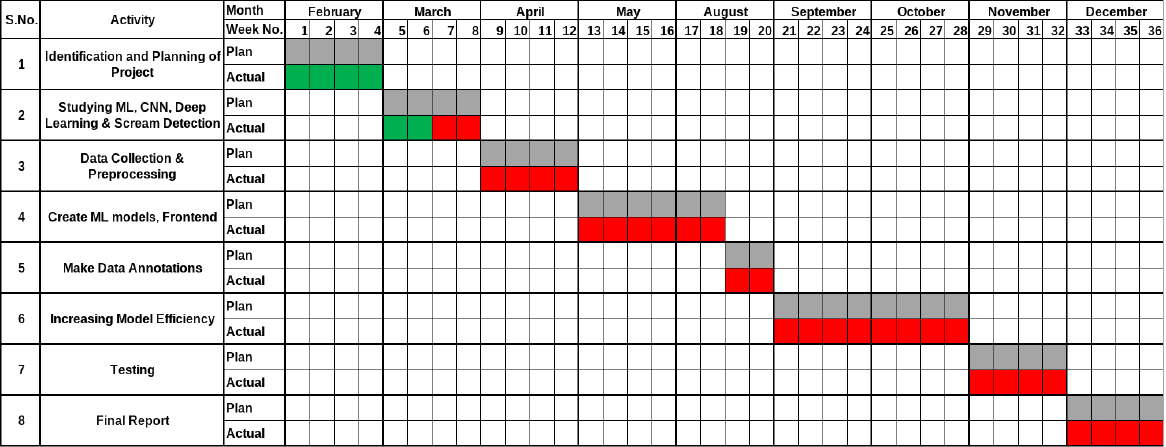 S.No. Activity Month February March April May August September October November December
Week No. 1 2 3 4 5 6 7 8 9 10 11 12 13 14 15 16 17 18 19 20 21 22 23 24 25 26 27 28 29 30 31 32 33 34 35 36
1 Identification and Planning of Plan
Project Actual
2 Studying ML, CNN, Deep Plan
Learning & Scream Detection Actual
3 Data Collection & Plan
Preprocessing Actual
4 Create ML models, Frontend Plan
Actual
5 Make Data Annotations Plan
Actual
6 Increasing Model Efficiency Plan
Actual
7 Testing Plan
Actual
8 Final Report Plan
Actual